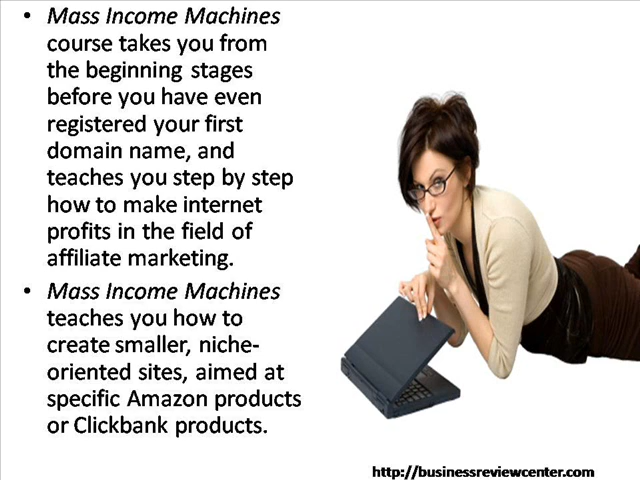 • Mass Income Machines
course takes you from
the beginning stages
before you have even
registered your first
domain name, and
teaches you step by step
how to make internet
profits in the field of
affiliate marketing.
• Mass Income Machines
teaches you how to
create smaller, niche-
oriented sites, aimed at
specific Amazon products
or Clickbank products.
http://businessreviewcenter.com